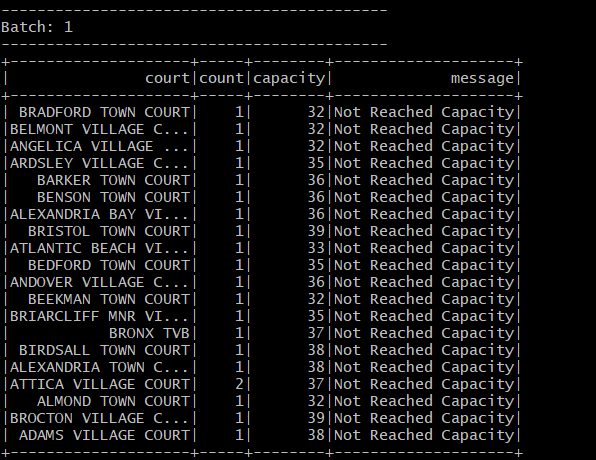 -------------------------------------------
Batch: 1
-------------------------------------------
+--------------------+-----+--------+--------------------+
|               court|count|capacity|             message|
+--------------------+-----+--------+--------------------+
| BRADFORD TOWN COURT|    1|      32|Not Reached Capacity|
|BELMONT VILLAGE C...|    1|      32|Not Reached Capacity|
|ANGELICA VILLAGE ...|    1|      32|Not Reached Capacity|
|ARDSLEY VILLAGE C...|    1|      35|Not Reached Capacity|
|   BARKER TOWN COURT|    1|      36|Not Reached Capacity|
|   BENSON TOWN COURT|    1|      36|Not Reached Capacity|
|ALEXANDRIA BAY VI...|    1|      36|Not Reached Capacity|
|  BRISTOL TOWN COURT|    1|      39|Not Reached Capacity|
|ATLANTIC BEACH VI...|    1|      33|Not Reached Capacity|
|  BEDFORD TOWN COURT|    1|      35|Not Reached Capacity|
|ANDOVER VILLAGE C...|    1|      36|Not Reached Capacity|
|  BEEKMAN TOWN COURT|    1|      32|Not Reached Capacity|
|BRIARCLIFF MNR VI...|    1|      35|Not Reached Capacity|
|           BRONX TVB|    1|      37|Not Reached Capacity|
| BIRDSALL TOWN COURT|    1|      38|Not Reached Capacity|
|ALEXANDRIA TOWN C...|    1|      38|Not Reached Capacity|
|ATTICA VILLAGE COURT|    2|      37|Not Reached Capacity|
|   ALMOND TOWN COURT|    1|      32|Not Reached Capacity|
|BROCTON VILLAGE C...|    1|      39|Not Reached Capacity|
| ADAMS VILLAGE COURT|    1|      38|Not Reached Capacity|
+--------------------+-----+--------+--------------------+